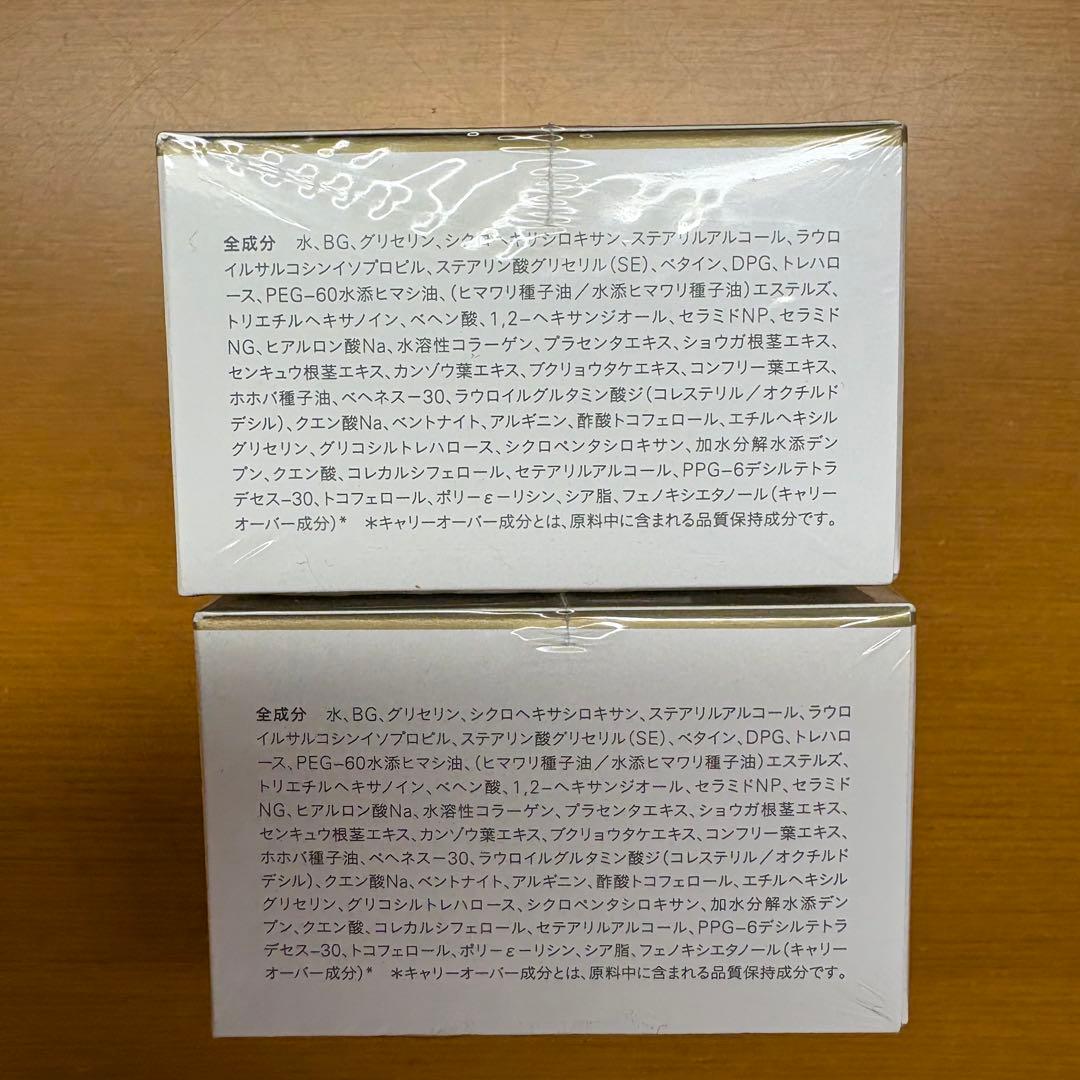 全成分 水、BG、グリセリン、シクロヘキサシロキサン、ステアリルアルコール、ラウロ
イルサルコシンイソプロピル、ステアリン酸グリセリル(SE)、ベタイン、DPG、トレハロ
ース、PEG-60水添ヒマシ油、(ヒマワリ種子油/水添ヒマワリ種子油)エステルズ、
トリエチルヘキサノイン、ベヘン酸、1,2-ヘキサンジオール、セラミドNP、セラミド
NG、ヒアルロン酸Na、水溶性コラーゲン、プラセンタエキス、ショウガ根茎エキス、
センキュウ根茎エキス、カンゾウ葉エキス、ブクリョウタケエキス、コンフリー葉エキス、
ホホバ種子油、ベヘネス-30、ラウロイルグルタミン酸ジ(コレステリル/オクチルド
デシル)、クエン酸Na、ベントナイト、アルギニン、酢酸トコフェロール、エチルヘキシル
グリセリン、グリコシルトレハロース、シクロペンタシロキサン、加水分解水添デン
プン、クエン酸、コレカルシフェロール、セテアリルアルコール、PPG-6デシルテトラ
デセス-30、トコフェロール、ポリ-ε-リシン、シア脂、フェノキシエタノール(キャリー
オーバー成分)* *キャリーオーバー成分とは、原料中に含まれる品質保持成分です。
全成分 水、BG、グリセリン、シクロヘキサシロキサン、ステアリルアルコール、ラウロ
イルサルコシンイソプロピル、ステアリン酸グリセリル(SE)、ベタイン、DPG、トレハロ
ース、PEG-60水添ヒマシ油、(ヒマワリ種子油/水添ヒマワリ種子油)エステルズ、
トリエチルヘキサノイン、ベヘン酸、1,2-ヘキサンジオール、セラミドNP、セラミド
NG、ヒアルロン酸Na、水溶性コラーゲン、プラセンタエキス、ショウガ根茎エキス、
センキュウ根茎エキス、カンゾウ葉エキス、ブクリョウタケエキス、コンフリー葉エキス、
ホホバ種子油、ベヘネス-30、ラウロイルグルタミン酸ジ(コレステリル/オクチルド
デシル)、クエン酸Na、ベントナイト、アルギニン、酢酸トコフェロール、エチルヘキシル
グリセリン、グリコシルトレハロース、シクロペンタシロキサン、加水分解水添デン
プン、クエン酸、コレカルシフェロール、セテアリルアルコール、PPG-6デシルテトラ
デセス-30、トコフェロール、ポリ-ε-リシン、シア脂、フェノキシエタノール(キャリー
オーバー成分)* *キャリーオーバー成分とは、原料中に含まれる品質保持成分です。